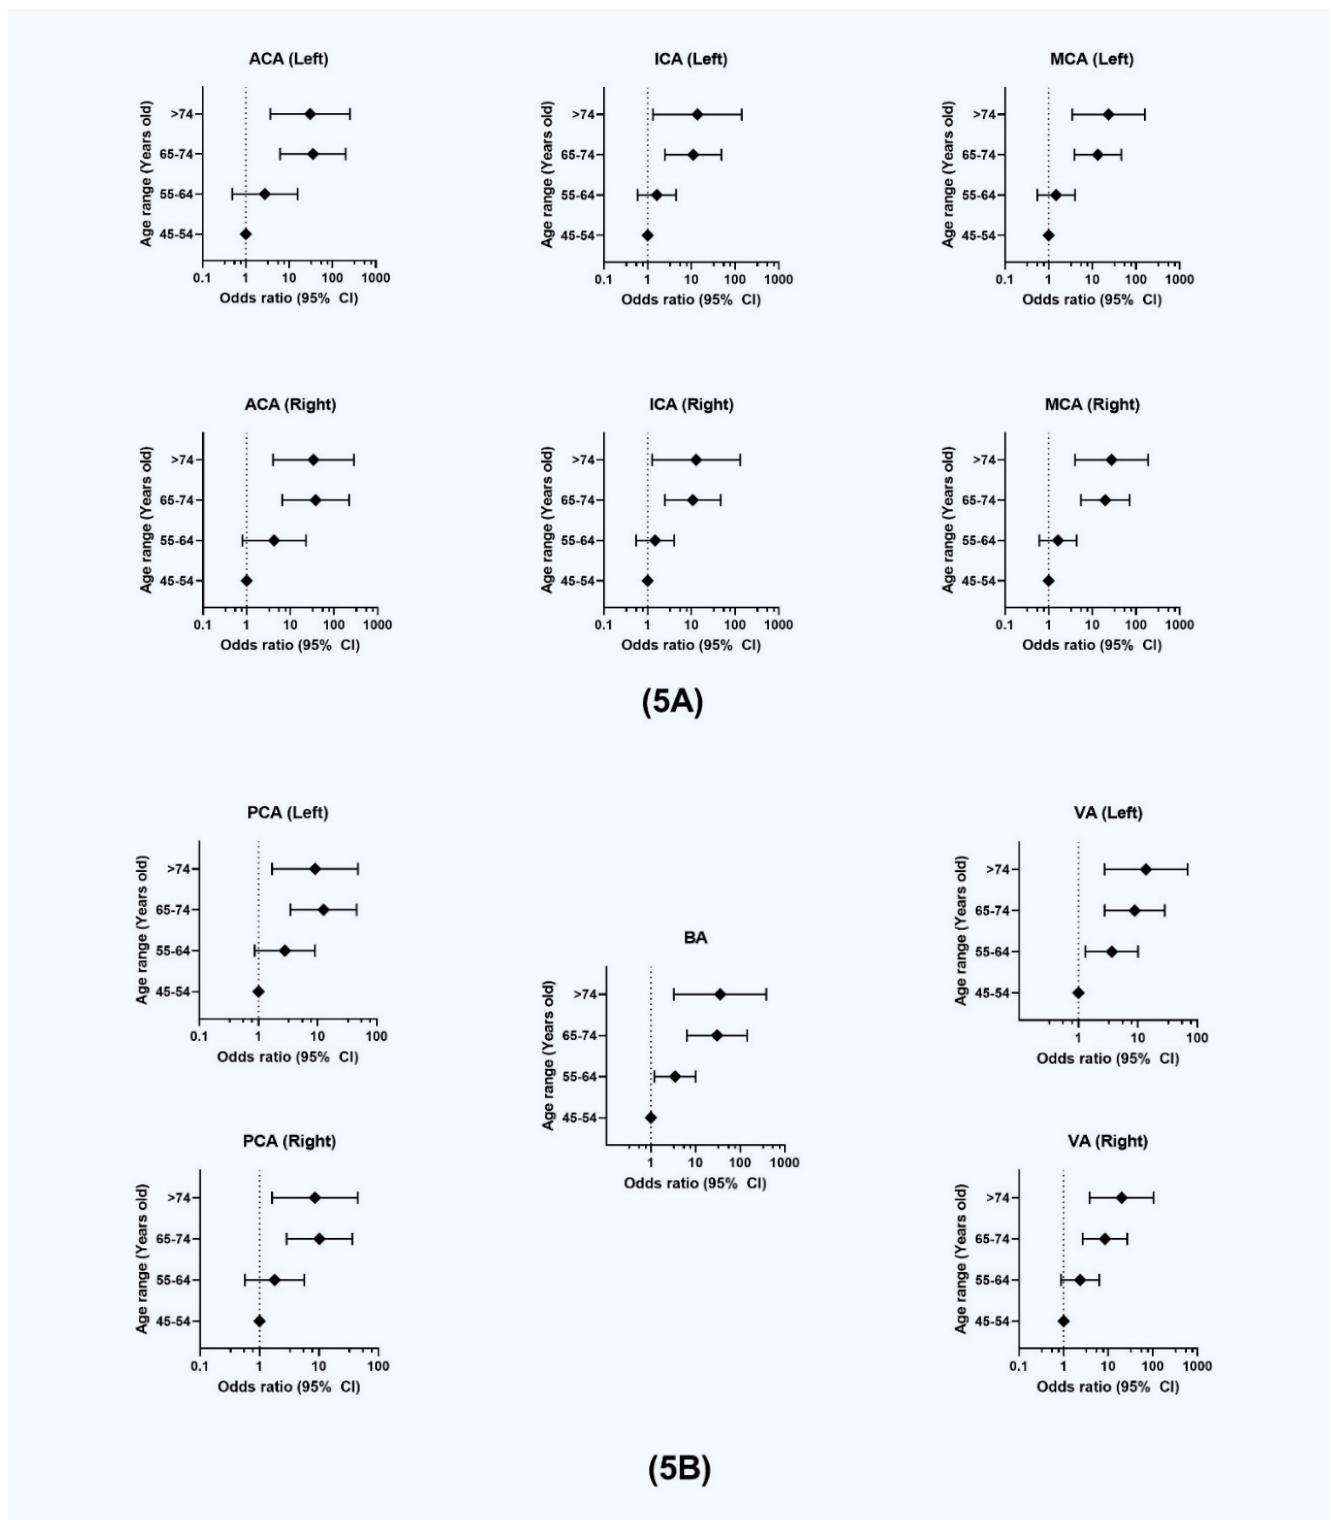 ACA (Left)
Age range (Years old)
>74
65-74
55-64
45-54
0.1 1 10 100 1000
Odds ratio (95% CI)
ICA (Left)
Age range (Years old)
>74
65-74
55-64
45-54
0.1 1 10 100 1000
Odds ratio (95% CI)
MCA (Left)
Age range (Years old)
>74
65-74
55-64
45-54
0.1 1 10 100 1000
Odds ratio (95% CI)
ACA (Right)
Age range (Years old)
>74
65-74
55-64
45-54
0.1 1 10 100 1000
Odds ratio (95% CI)
ICA (Right)
Age range (Years old)
>74
65-74
55-64
45-54
0.1 1 10 100 1000
Odds ratio (95% CI)
MCA (Right)
Age range (Years old)
>74
65-74
55-64
45-54
0.1 1 10 100 1000
Odds ratio (95% CI)
(5A)
PCA (Left)
Age range (Years old)
>74
65-74
55-64
45-54
0.1 1 10 100
Odds ratio (95% CI)
BA
Age range (Years old)
>74
65-74
55-64
45-54
1 10 100 1000
Odds ratio (95% CI)
VA (Left)
Age range (Years old)
>74
65-74
55-64
45-54
1 10 100
Odds ratio (95% CI)
PCA (Right)
Age range (Years old)
>74
65-74
55-64
45-54
0.1 1 10 100
Odds ratio (95% CI)
VA (Right)
Age range (Years old)
>74
65-74
55-64
45-54
0.1 1 10 100 1000
Odds ratio (95% CI)
(5B)